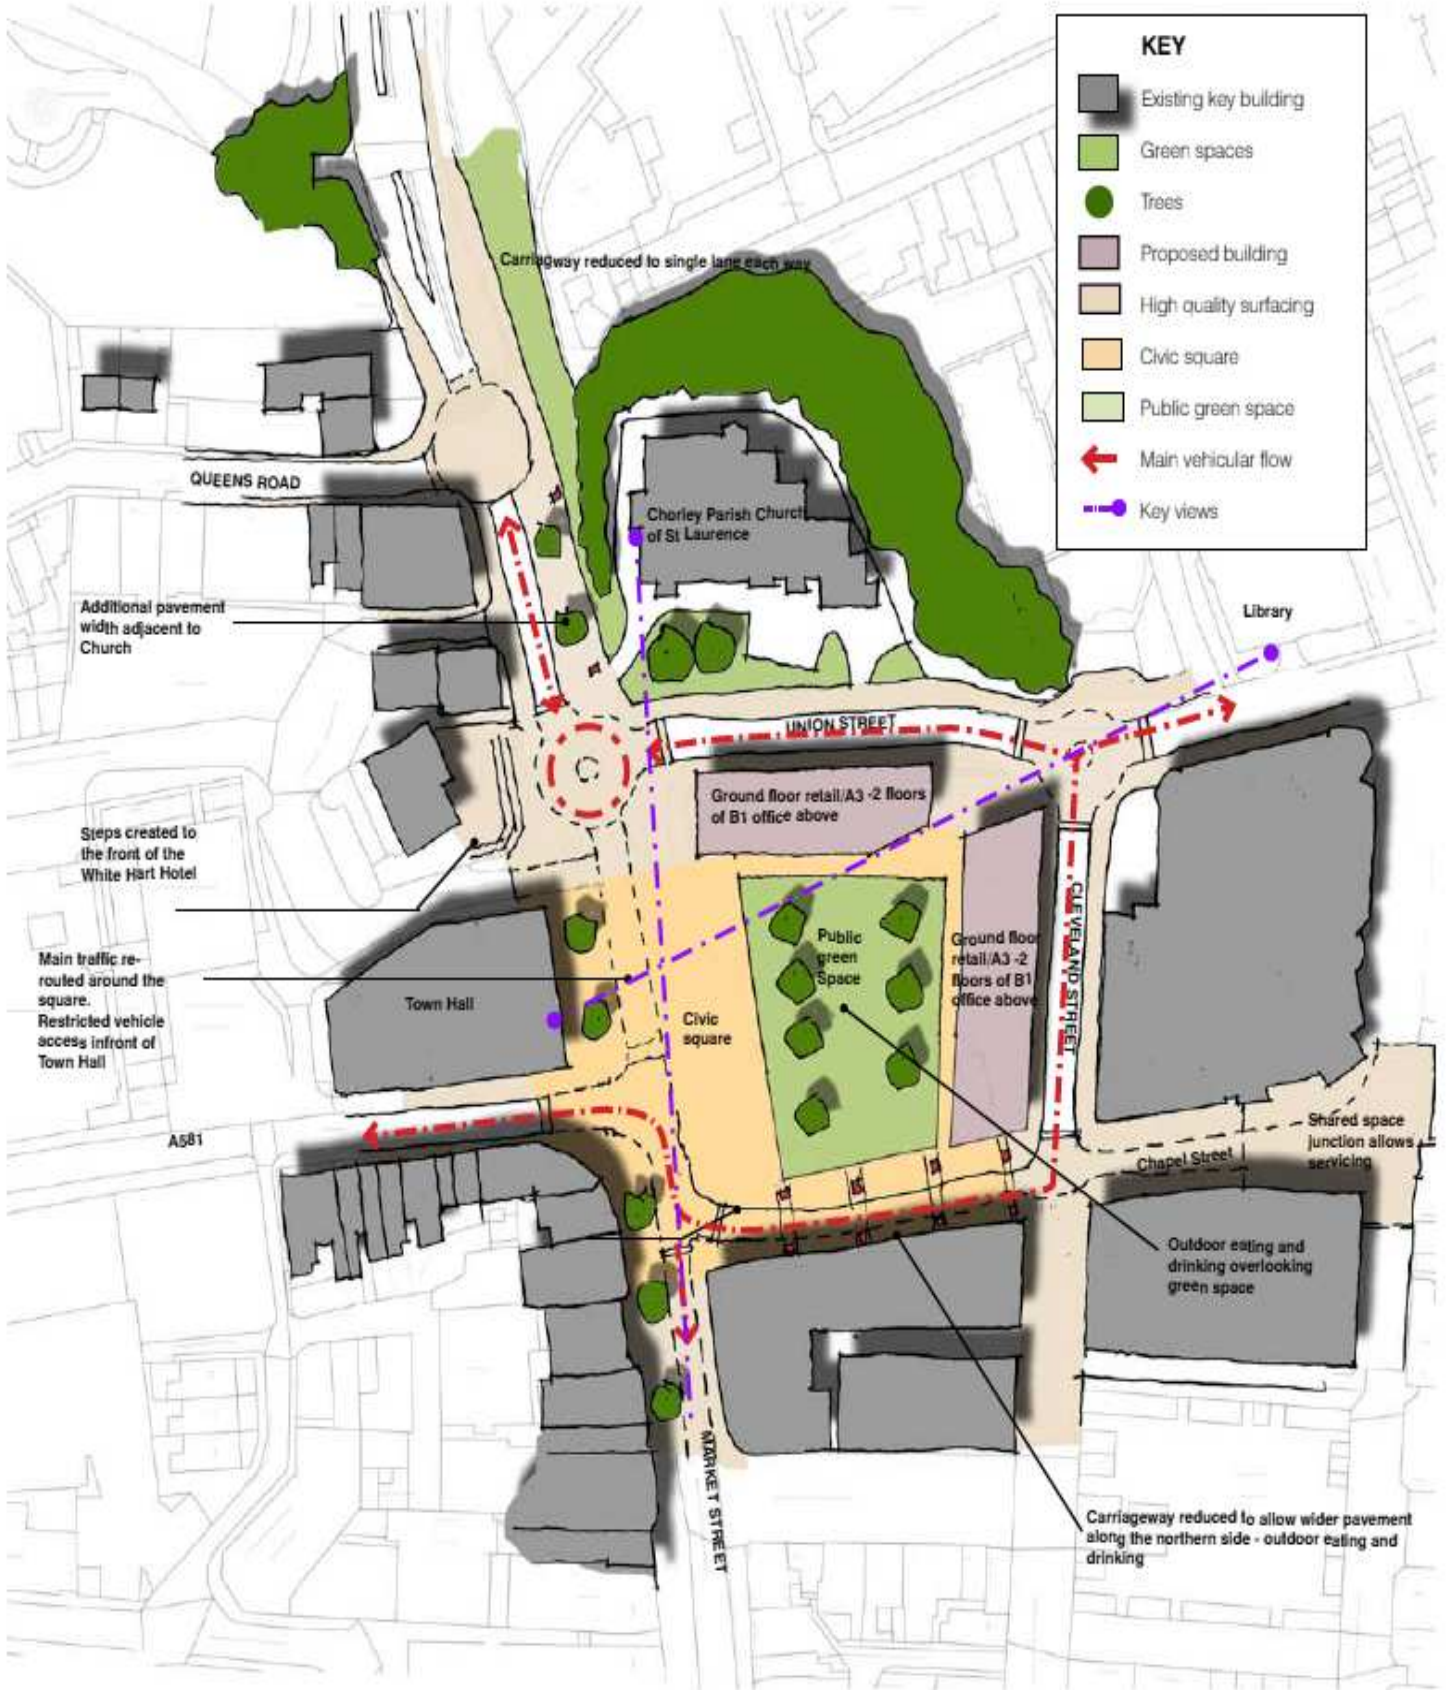 KEY
Existing key building
Green spaces
Trees
Proposed building
High quality surfacing
Civic square
Public green space
Main vehicular flow
Key views
Carriagway reduced to single lane each way
QUEENS ROAD
Chorley Parish Church
of St Laurence
Additional pavement
width adjacent to
Church
Library
UNION STREET
Ground floor retail/A3 -2 floors
of B1 office above
Steps created to
the front of the
White Hart Hotel
CLEVELAND STREET
Public
green
Space
Ground floor
retail/A3 -2
floors of B1
office above
Main traffic re-
routed around the
square.
Restricted vehicle
access infront of
Town Hall
Town Hall
Civic
square
A581
Shared space
junction allows
servicing
Chapel Street
Outdoor eating and
drinking overlooking
green space
MARKET STREET
Carriageway reduced to allow wider pavement
along the northern side - outdoor eating and
drinking